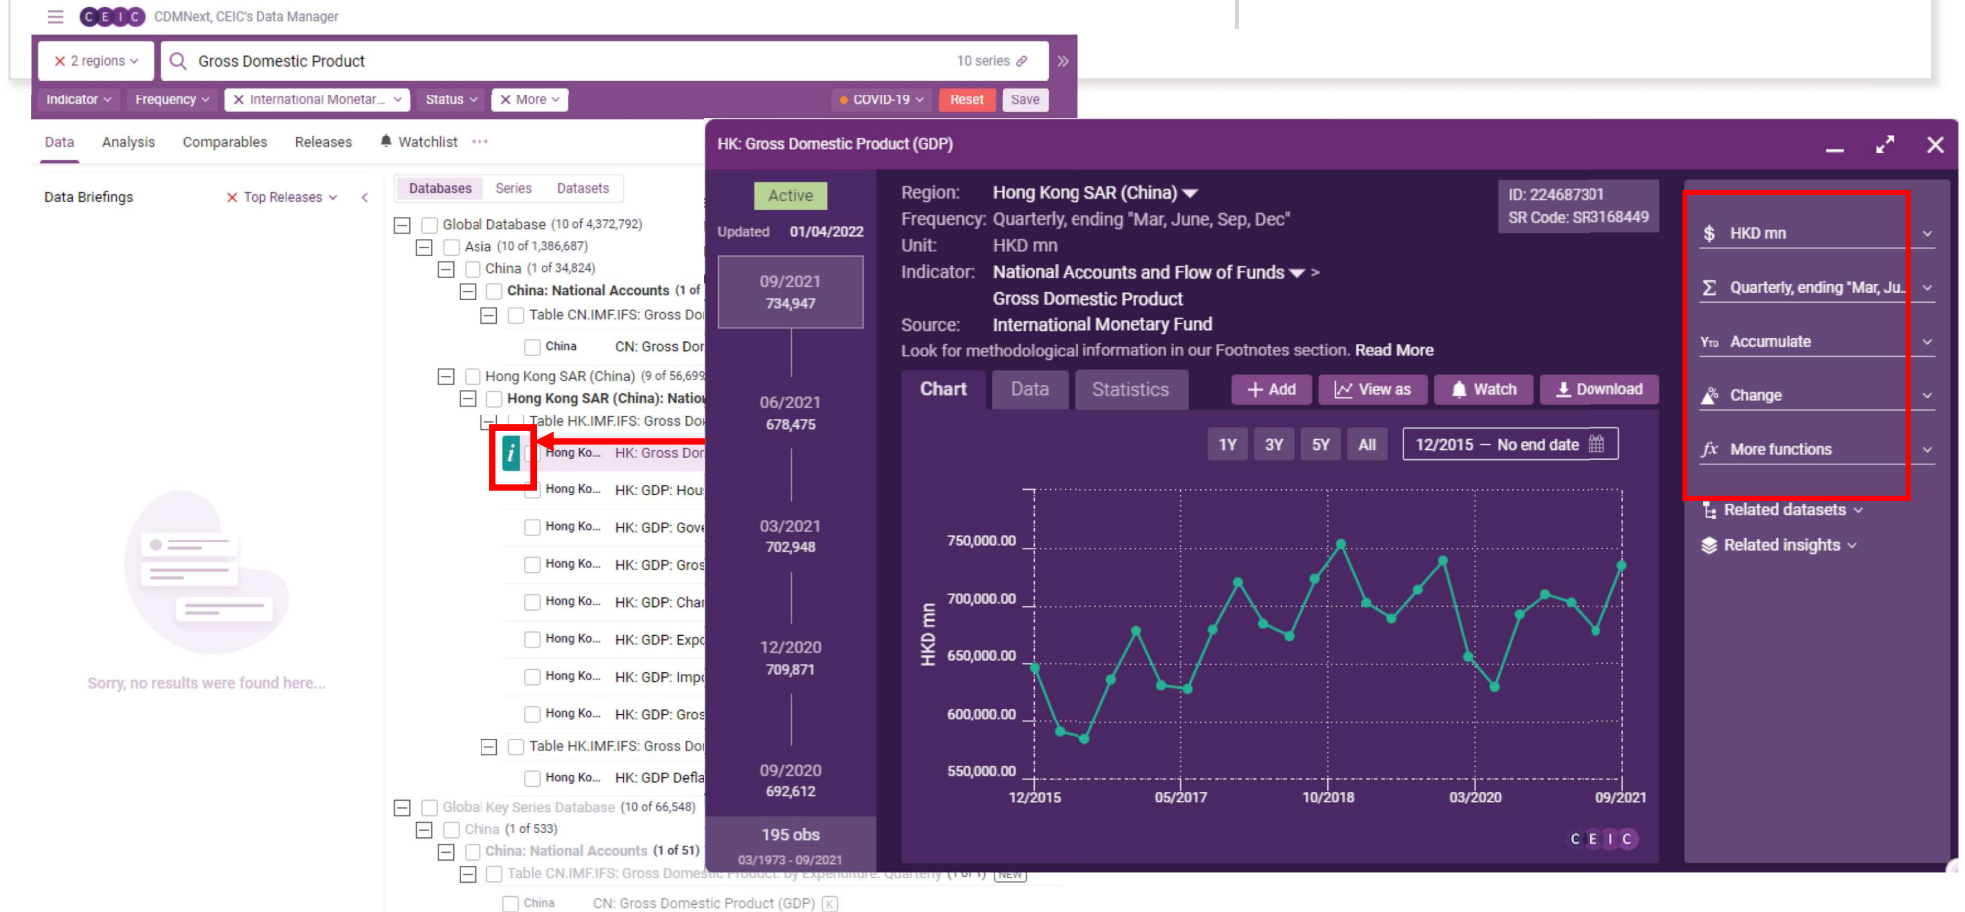 CEIC CDMNext, CEIC's Data Manager
2 regions
Gross Domestic Product
10 series
Indicator
Frequency
International Monetar...
Status
More
COVID-19
Reset
Save
Data
Analysis
Comparables
Releases
Watchlist
Data Briefings
Top Releases
Sorry, no results were found here...
Databases
Series
Datasets
Global Database (10 of 4,372,792)
Asia (10 of 1,386,687)
China (1 of 34,824)
China: National Accounts (1 of
Table CN.IMF.IFS: Gross Do
China CN: Gross Dor
Hong Kong SAR (China) (9 of 56,699
Hong Kong SAR (China): Natio
Table HK.IMF.IFS: Gross Do
i Hong Ko... HK: Gross Dor
Hong Ko... HK: GDP: Hou
Hong Ko... HK: GDP: Gove
Hong Ko... HK: GDP: Gros
Hong Ko... HK: GDP: Char
Hong Ko... HK: GDP: Expo
Hong Ko... HK: GDP: Impo
Hong Ko... HK: GDP: Gros
Table HK.IMF.IFS: Gross Do
Hong Ko... HK: GDP Defla
Global Key Series Database (10 of 66,548)
China (1 of 533)
China: National Accounts (1 of 51)
Table CN.IMF.IFS: Gross Domestic Product: by Expenditure: Quarterly (1 of 1) NEW
China CN: Gross Domestic Product (GDP) K
HK: Gross Domestic Product (GDP)
Active
Updated 01/04/2022
09/2021
734,947
06/2021
678,475
03/2021
702,948
12/2020
709,871
09/2020
692,612
195 obs
03/1973 - 09/2021
Region: Hong Kong SAR (China)
Frequency: Quarterly, ending "Mar, June, Sep, Dec"
Unit: HKD mn
Indicator: National Accounts and Flow of Funds >
Gross Domestic Product
Source: International Monetary Fund
Look for methodological information in our Footnotes section. Read More
ID: 224687301
SR Code: SR3168449
Chart
Data
Statistics
+ Add
View as
Watch
Download
1Y
3Y
5Y
All
12/2015 – No end date
HKD mn
750,000.00
700,000.00
650,000.00
600,000.00
550,000.00
12/2015
05/2017
10/2018
03/2020
09/2021
CEIC
$ HKD mn
Σ Quarterly, ending "Mar, Ju...
YTD Accumulate
Change
fx More functions
Related datasets
Related insights